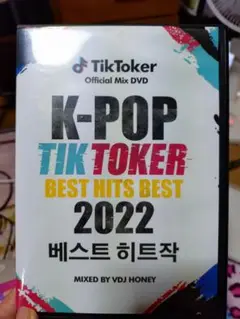 TikToker
Official Mix DVD
K-POP
TIKTOKER
BEST HITS BEST
2022
베스트 히트작
MIXED BY VDJ HONEY